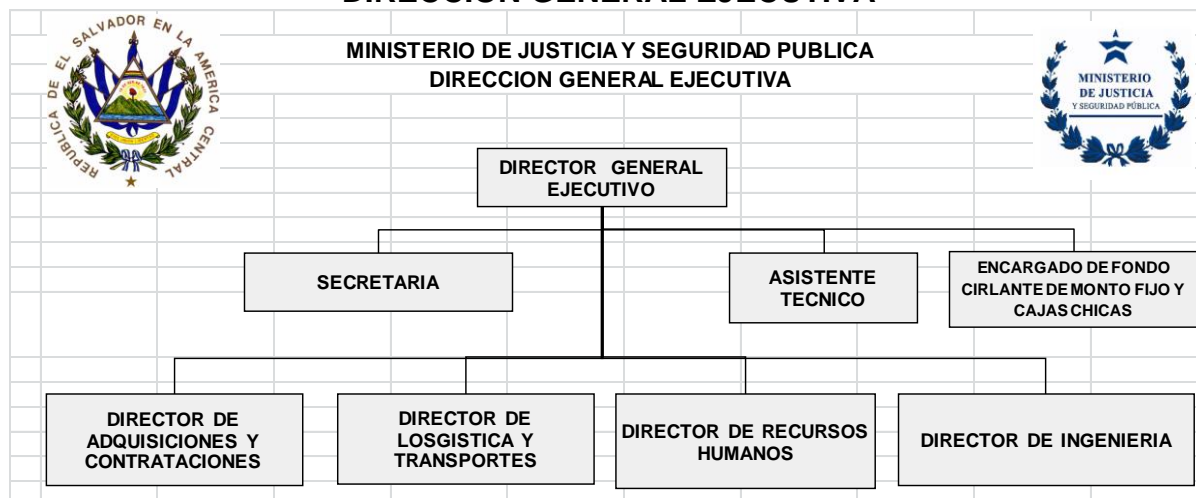 DIRECCION GENERAL EJECUTIVA
REPUBLICA DE EL SALVADOR EN LA AMERICA CENTRAL
MINISTERIO DE JUSTICIA Y SEGURIDAD PUBLICA
DIRECCION GENERAL EJECUTIVA
MINISTERIO
DE JUSTICIA
Y SEGURIDAD PÚBLICA
DIRECTOR GENERAL
EJECUTIVO
SECRETARIA
ASISTENTE
TECNICO
ENCARGADO DE FONDO
CIRLANTE DE MONTO FIJO Y
CAJAS CHICAS
DIRECTOR DE
ADQUISICIONES Y
CONTRATACIONES
DIRECTOR DE
LOSGISTICA Y
TRANSPORTES
DIRECTOR DE RECURSOS
HUMANOS
DIRECTOR DE INGENIERIA